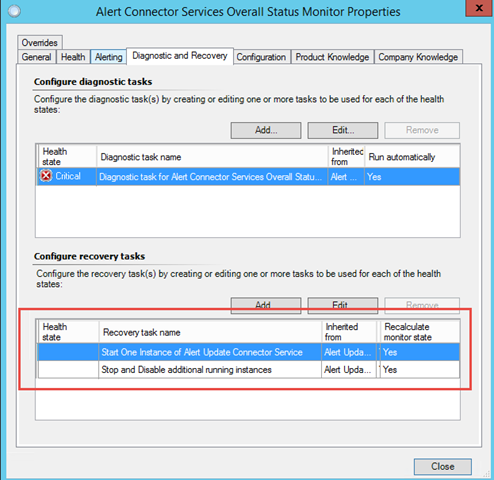 Alert Connector Services Overall Status Monitor Properties
x
Overrides
General Health Alerting Diagnostic and Recovery Configuration Product Knowledge Company Knowledge
Configure diagnostic tasks
Configure the diagnostic task(s) by creating or editing one or more tasks to be used for each of the health
states:
Add... Edit... Remove
Health state Diagnostic task name Inherited from Run automatically
Critical Diagnostic task for Alert Connector Services Overall Statu... Alert ... Yes
Configure recovery tasks
Configure the recovery task(s) by creating or editing one or more tasks to be used for each of the health
states:
Add... Edit... Remove
Health state Recovery task name Inherited from Recalculate monitor state
Start One Instance of Alert Update Connector Service Alert Upda... Yes
Stop and Disable additional running instances Alert Upda... Yes
Close